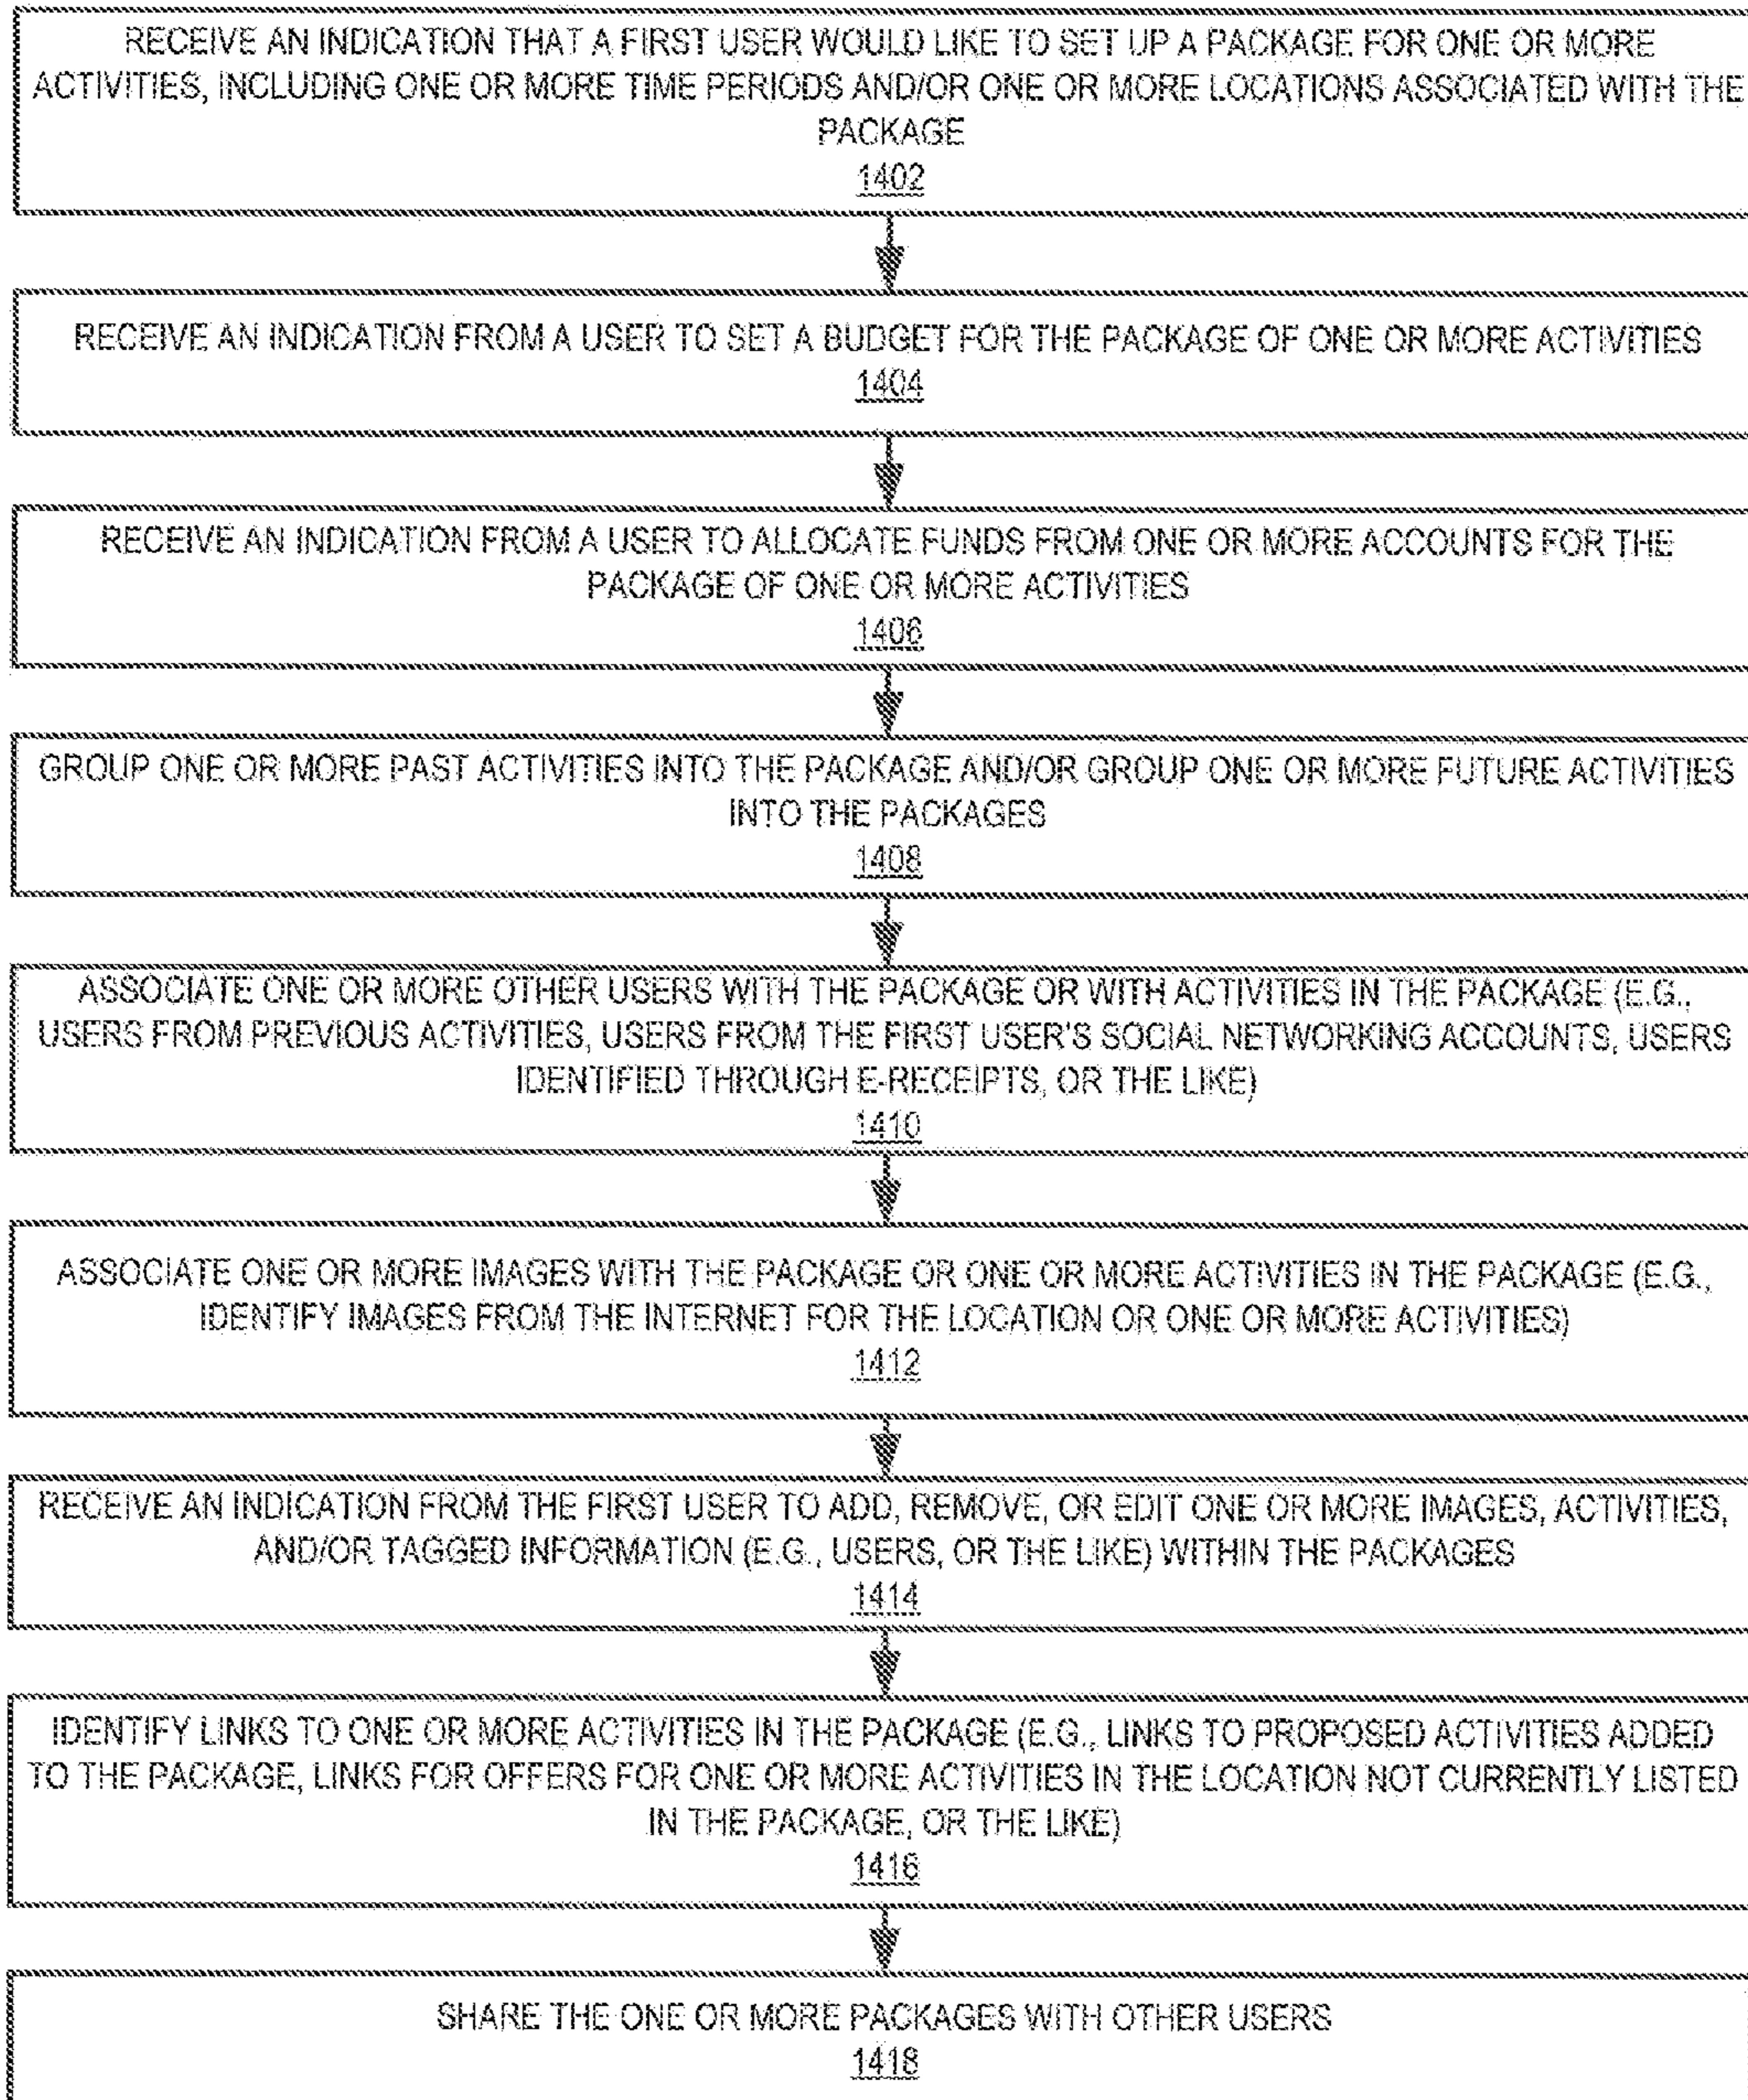 RECEIVE AN INDICATION THAT A FIRST USER WOULD LIKE TO SET UP A PACKAGE FOR ONE OR MORE
ACTIVITIES, INCLUDING ONE OR MORE TIME PERIODS AND/OR ONE OR MORE LOCATIONS ASSOCIATED WITH THE
PACKAGE
1402
RECEIVE AN INDICATION FROM A USER TO SET A BUDGET FOR THE PACKAGE OF ONE OR MORE ACTIVITIES
1404
RECEIVE AN INDICATION FROM A USER TO ALLOCATE FUNDS FROM ONE OR MORE ACCOUNTS FOR THE
PACKAGE OF ONE OR MORE ACTIVITIES
1406
GROUP ONE OR MORE PAST ACTIVITIES INTO THE PACKAGE AND/OR GROUP ONE OR MORE FUTURE ACTIVITIES
INTO THE PACKAGES
1408
ASSOCIATE ONE OR MORE OTHER USERS WITH THE PACKAGE OR WITH ACTIVITIES IN THE PACKAGE (E.G.,
USERS FROM PREVIOUS ACTIVITIES, USERS FROM THE FIRST USER'S SOCIAL NETWORKING ACCOUNTS, USERS
IDENTIFIED THROUGH E-RECEIPTS, OR THE LIKE)
1410
ASSOCIATE ONE OR MORE IMAGES WITH THE PACKAGE OR ONE OR MORE ACTIVITIES IN THE PACKAGE (E.G.,
IDENTIFY IMAGES FROM THE INTERNET FOR THE LOCATION OR ONE OR MORE ACTIVITIES)
1412
RECEIVE AN INDICATION FROM THE FIRST USER TO ADD, REMOVE, OR EDIT ONE OR MORE IMAGES, ACTIVITIES,
AND/OR TAGGED INFORMATION (E.G., USERS, OR THE LIKE) WITHIN THE PACKAGES
1414
IDENTIFY LINKS TO ONE OR MORE ACTIVITIES IN THE PACKAGE (E.G., LINKS TO PROPOSED ACTIVITIES ADDED
TO THE PACKAGE, LINKS FOR OFFERS FOR ONE OR MORE ACTIVITIES IN THE LOCATION NOT CURRENTLY LISTED
IN THE PACKAGE, OR THE LIKE)
1416
SHARE THE ONE OR MORE PACKAGES WITH OTHER USERS
1418